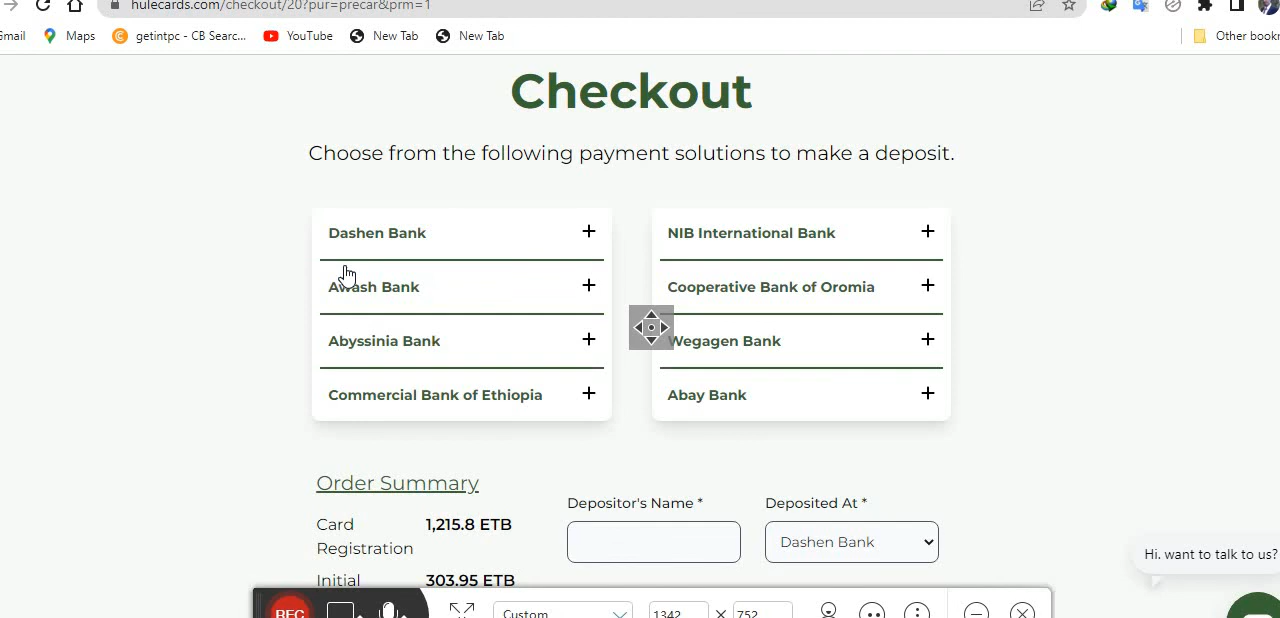 hulecards.com/checkout/20?pur=precar&prm=1
Gmail Maps getintpc - CB Searc... YouTube New Tab New Tab Other bookr
Checkout
Choose from the following payment solutions to make a deposit.
Dashen Bank +
Awash Bank +
Abyssinia Bank +
Commercial Bank of Ethiopia +
NIB International Bank +
Cooperative Bank of Oromia +
Wegagen Bank +
Abay Bank +
Order Summary
Card Registration 1,215.8 ETB
Initial 303.95 ETB
Depositor's Name *
Deposited At *
Dashen Bank
Hi. want to talk to us?
REC Custom 1342 X 752